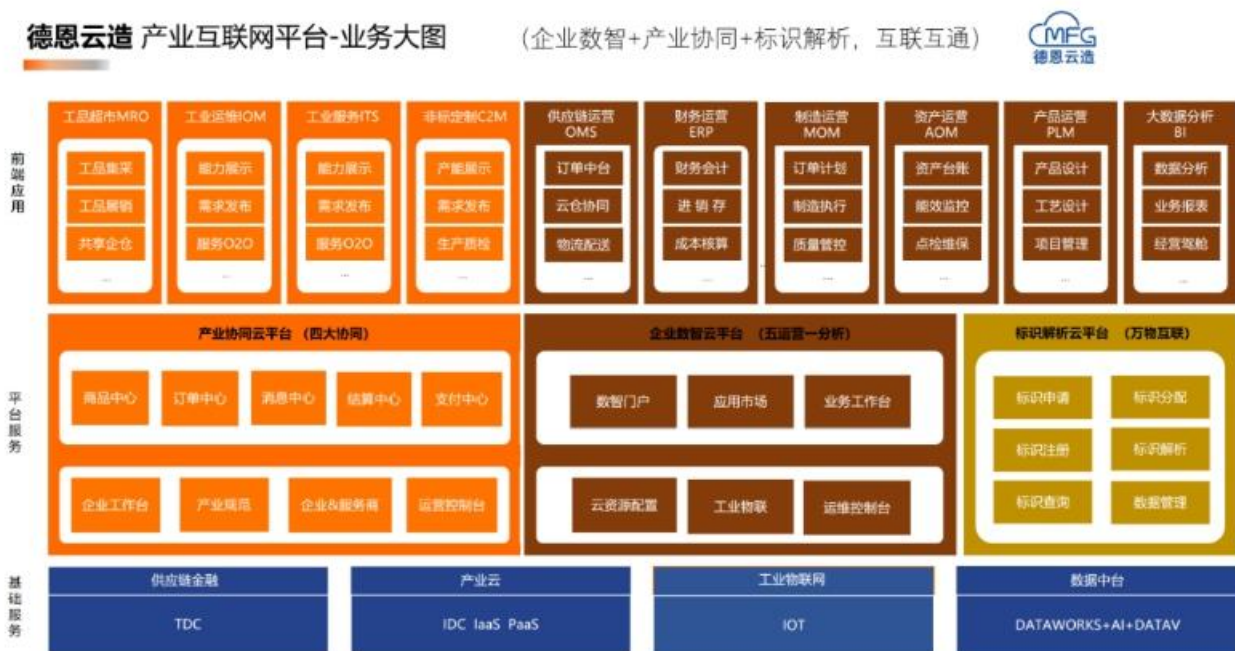 德恩云造 产业互联网平台-业务大图
（企业数智+产业协同+标识解析，互联互通）
CMFG
德恩云造
前端应用
工品超市MRO
工品集采
工品展销
共享企仓
...
工业运维IOM
能力展示
需求发布
服务O2O
...
工业服务ITS
能力展示
需求发布
服务O2O
...
非标定制C2M
产能展示
需求发布
生产质检
...
供应链运营
OMS
订单中台
云仓协同
物流配送
...
财务运营
ERP
财务会计
进 销 存
成本核算
...
制造运营
MOM
订单计划
制造执行
质量管控
...
资产运营
AOM
资产台账
能效监控
点检维保
...
产品运营
PLM
产品设计
工艺设计
项目管理
...
大数据分析
BI
数据分析
业务报表
经营驾舱
...
平台服务
产业协同云平台 （四大协同）
商品中心
订单中心
消息中心
结算中心
支付中心
企业工作台
产业规范
企业&服务商
运营控制台
企业数智云平台 （五运营一分析）
数智门户
应用市场
业务工作台
云资源配置
工业物联
运维控制台
标识解析云平台 （万物互联）
标识申请
标识分配
标识注册
标识解析
标识查询
数据管理
基础服务
供应链金融
TDC
产业云
IDC IaaS PaaS
工业物联网
IOT
数据中台
DATAWORKS+AI+DATAV